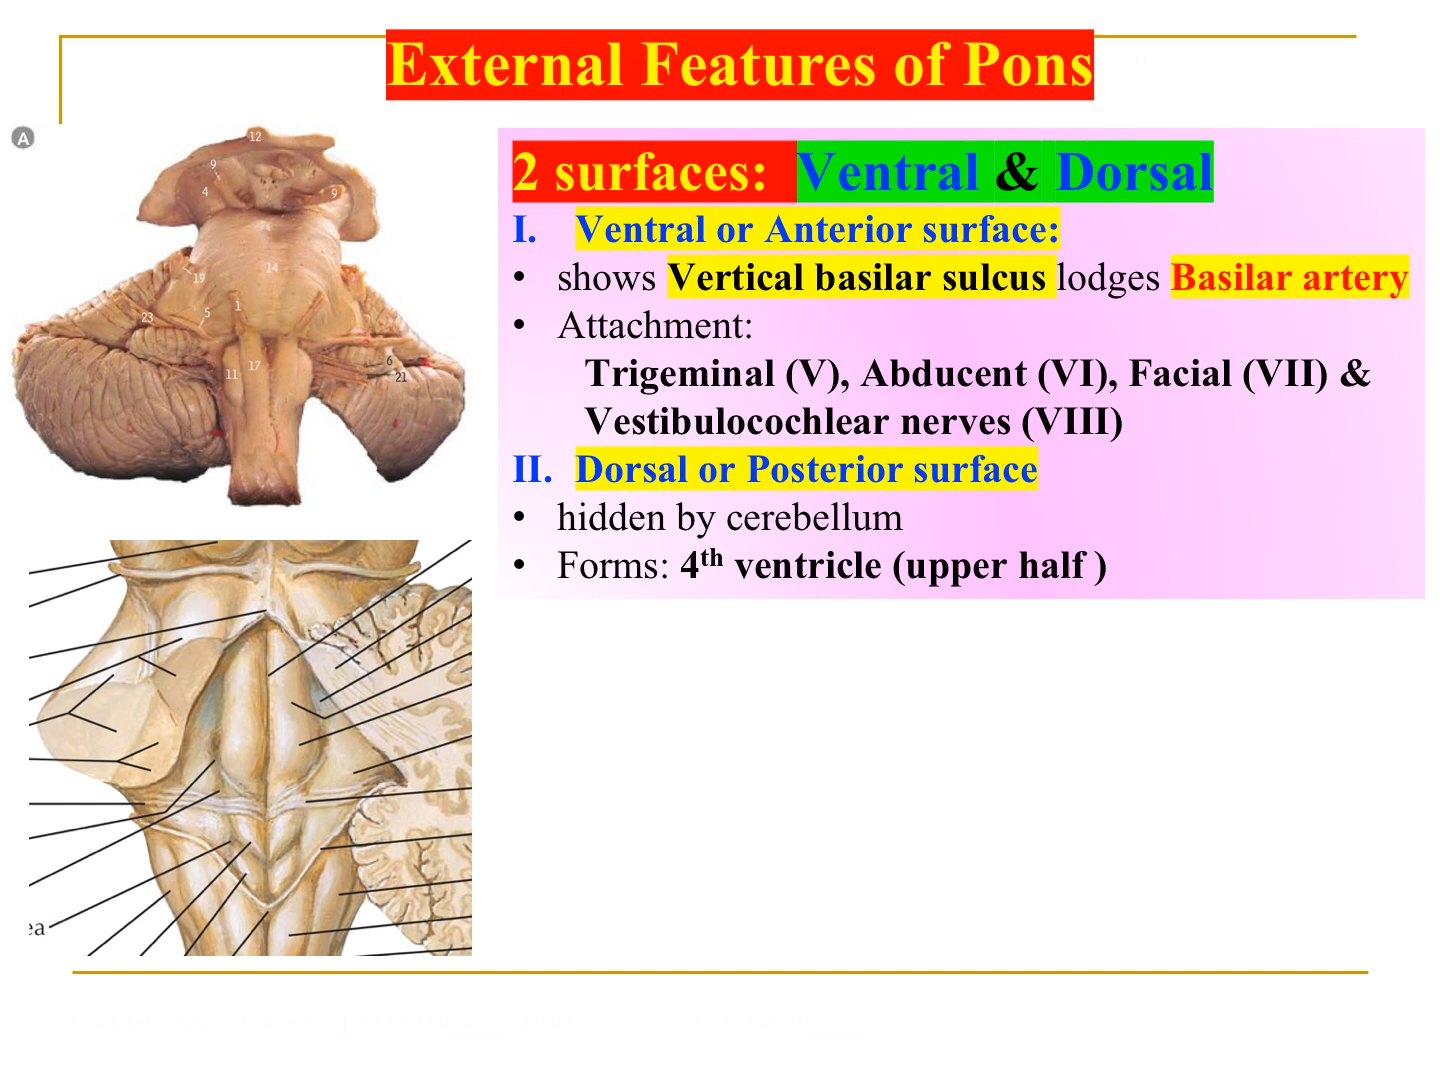 External Features of Pons
A
12
9
4
9
14
19
1
5
23
6
17
11
21
2 surfaces: Ventral & Dorsal
I. Ventral or Anterior surface:
• shows Vertical basilar sulcus lodges Basilar artery
• Attachment:
Trigeminal (V), Abducent (VI), Facial (VII) &
Vestibulocochlear nerves (VIII)
II. Dorsal or Posterior surface
• hidden by cerebellum
• Forms: 4th ventricle (upper half )
ea